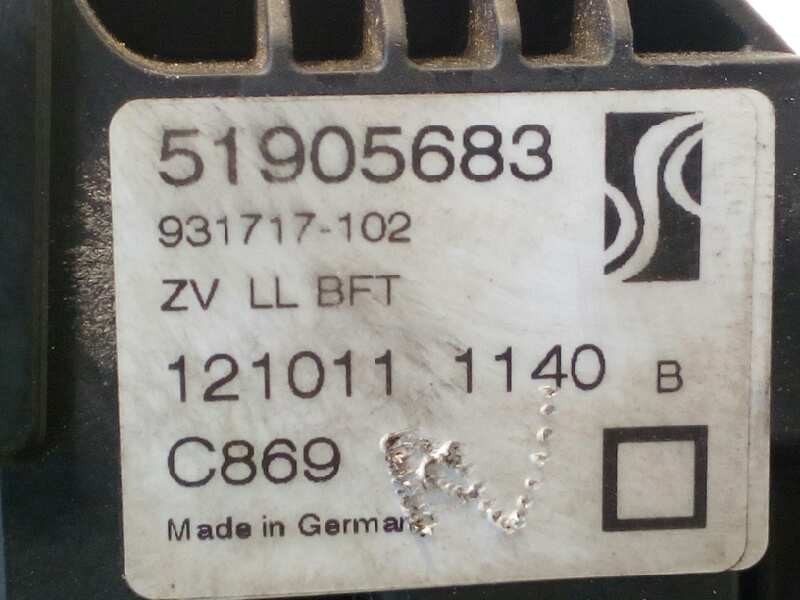 51905683
931717-102
ZV LL BFT
121011 1140 B
C869
Made in German